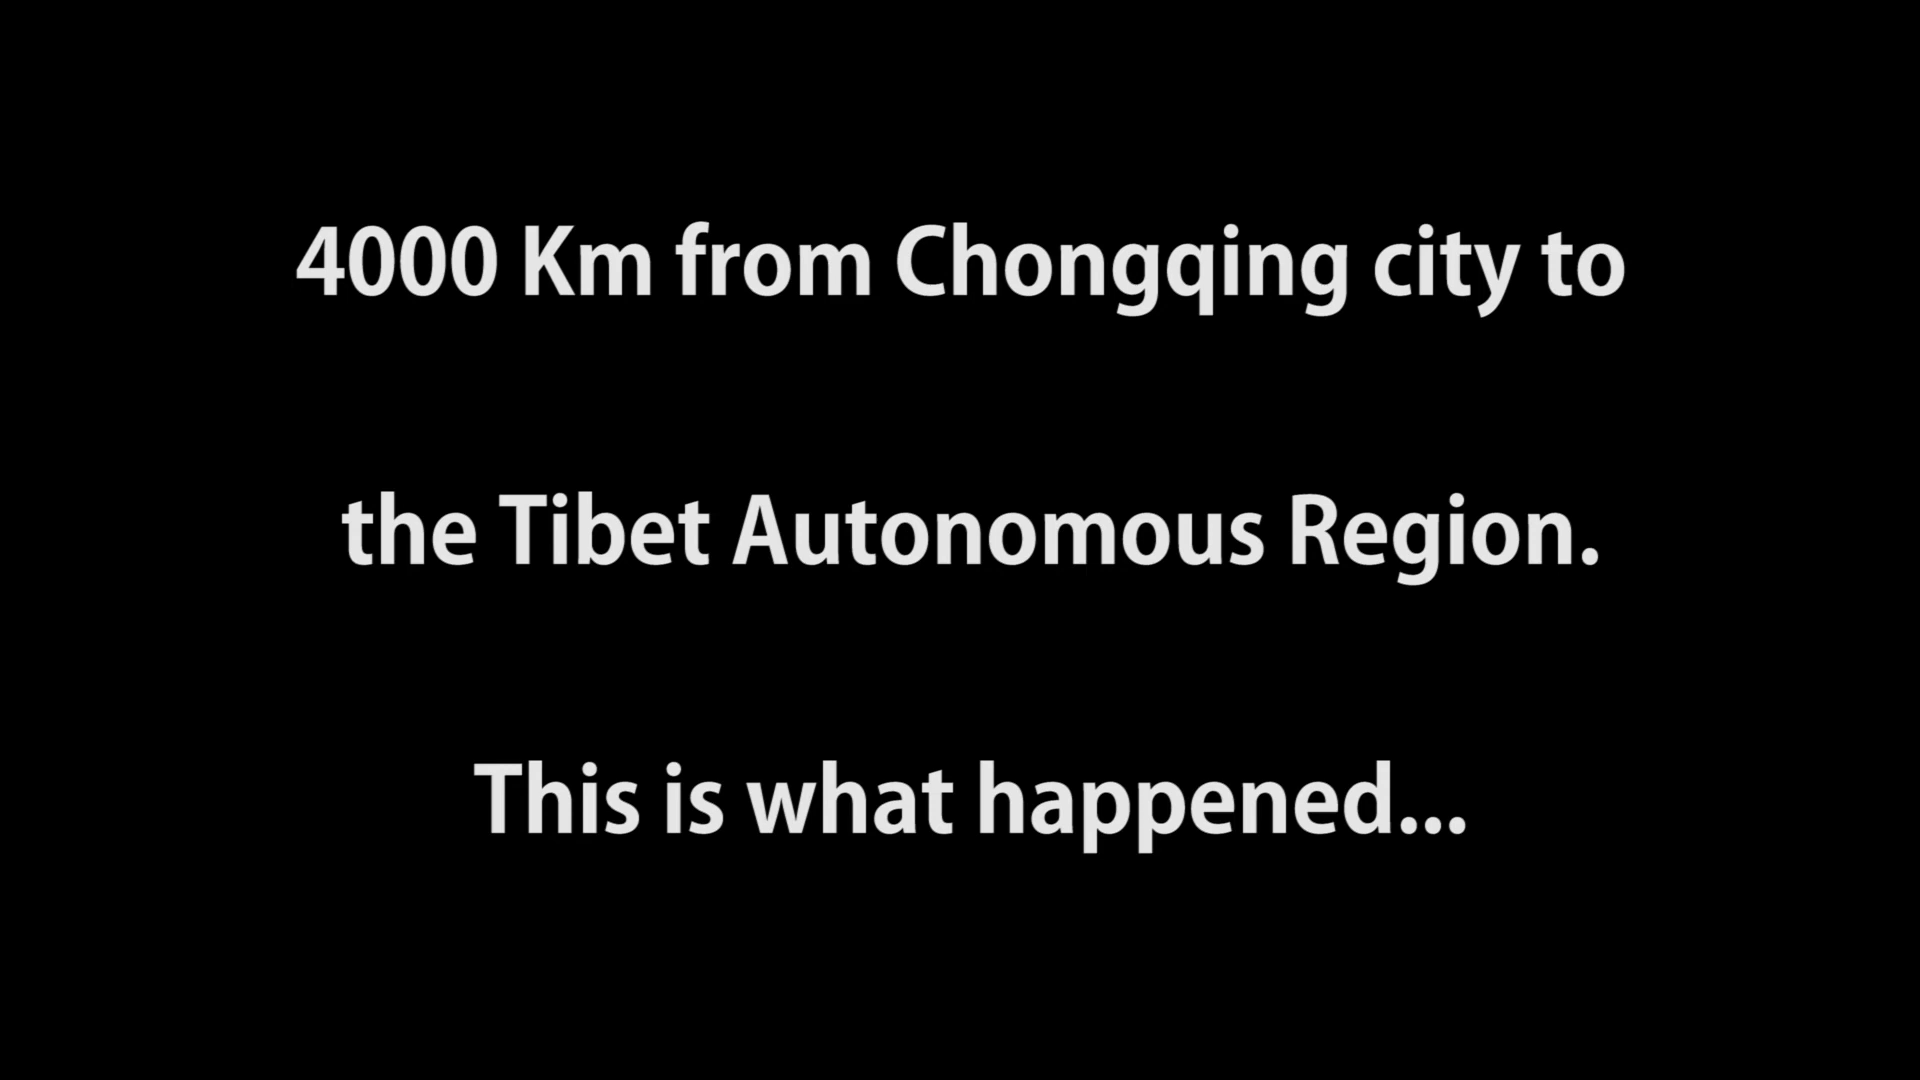 4000 Km from Chongqing city to
the Tibet Autonomous Region.
This is what happened...